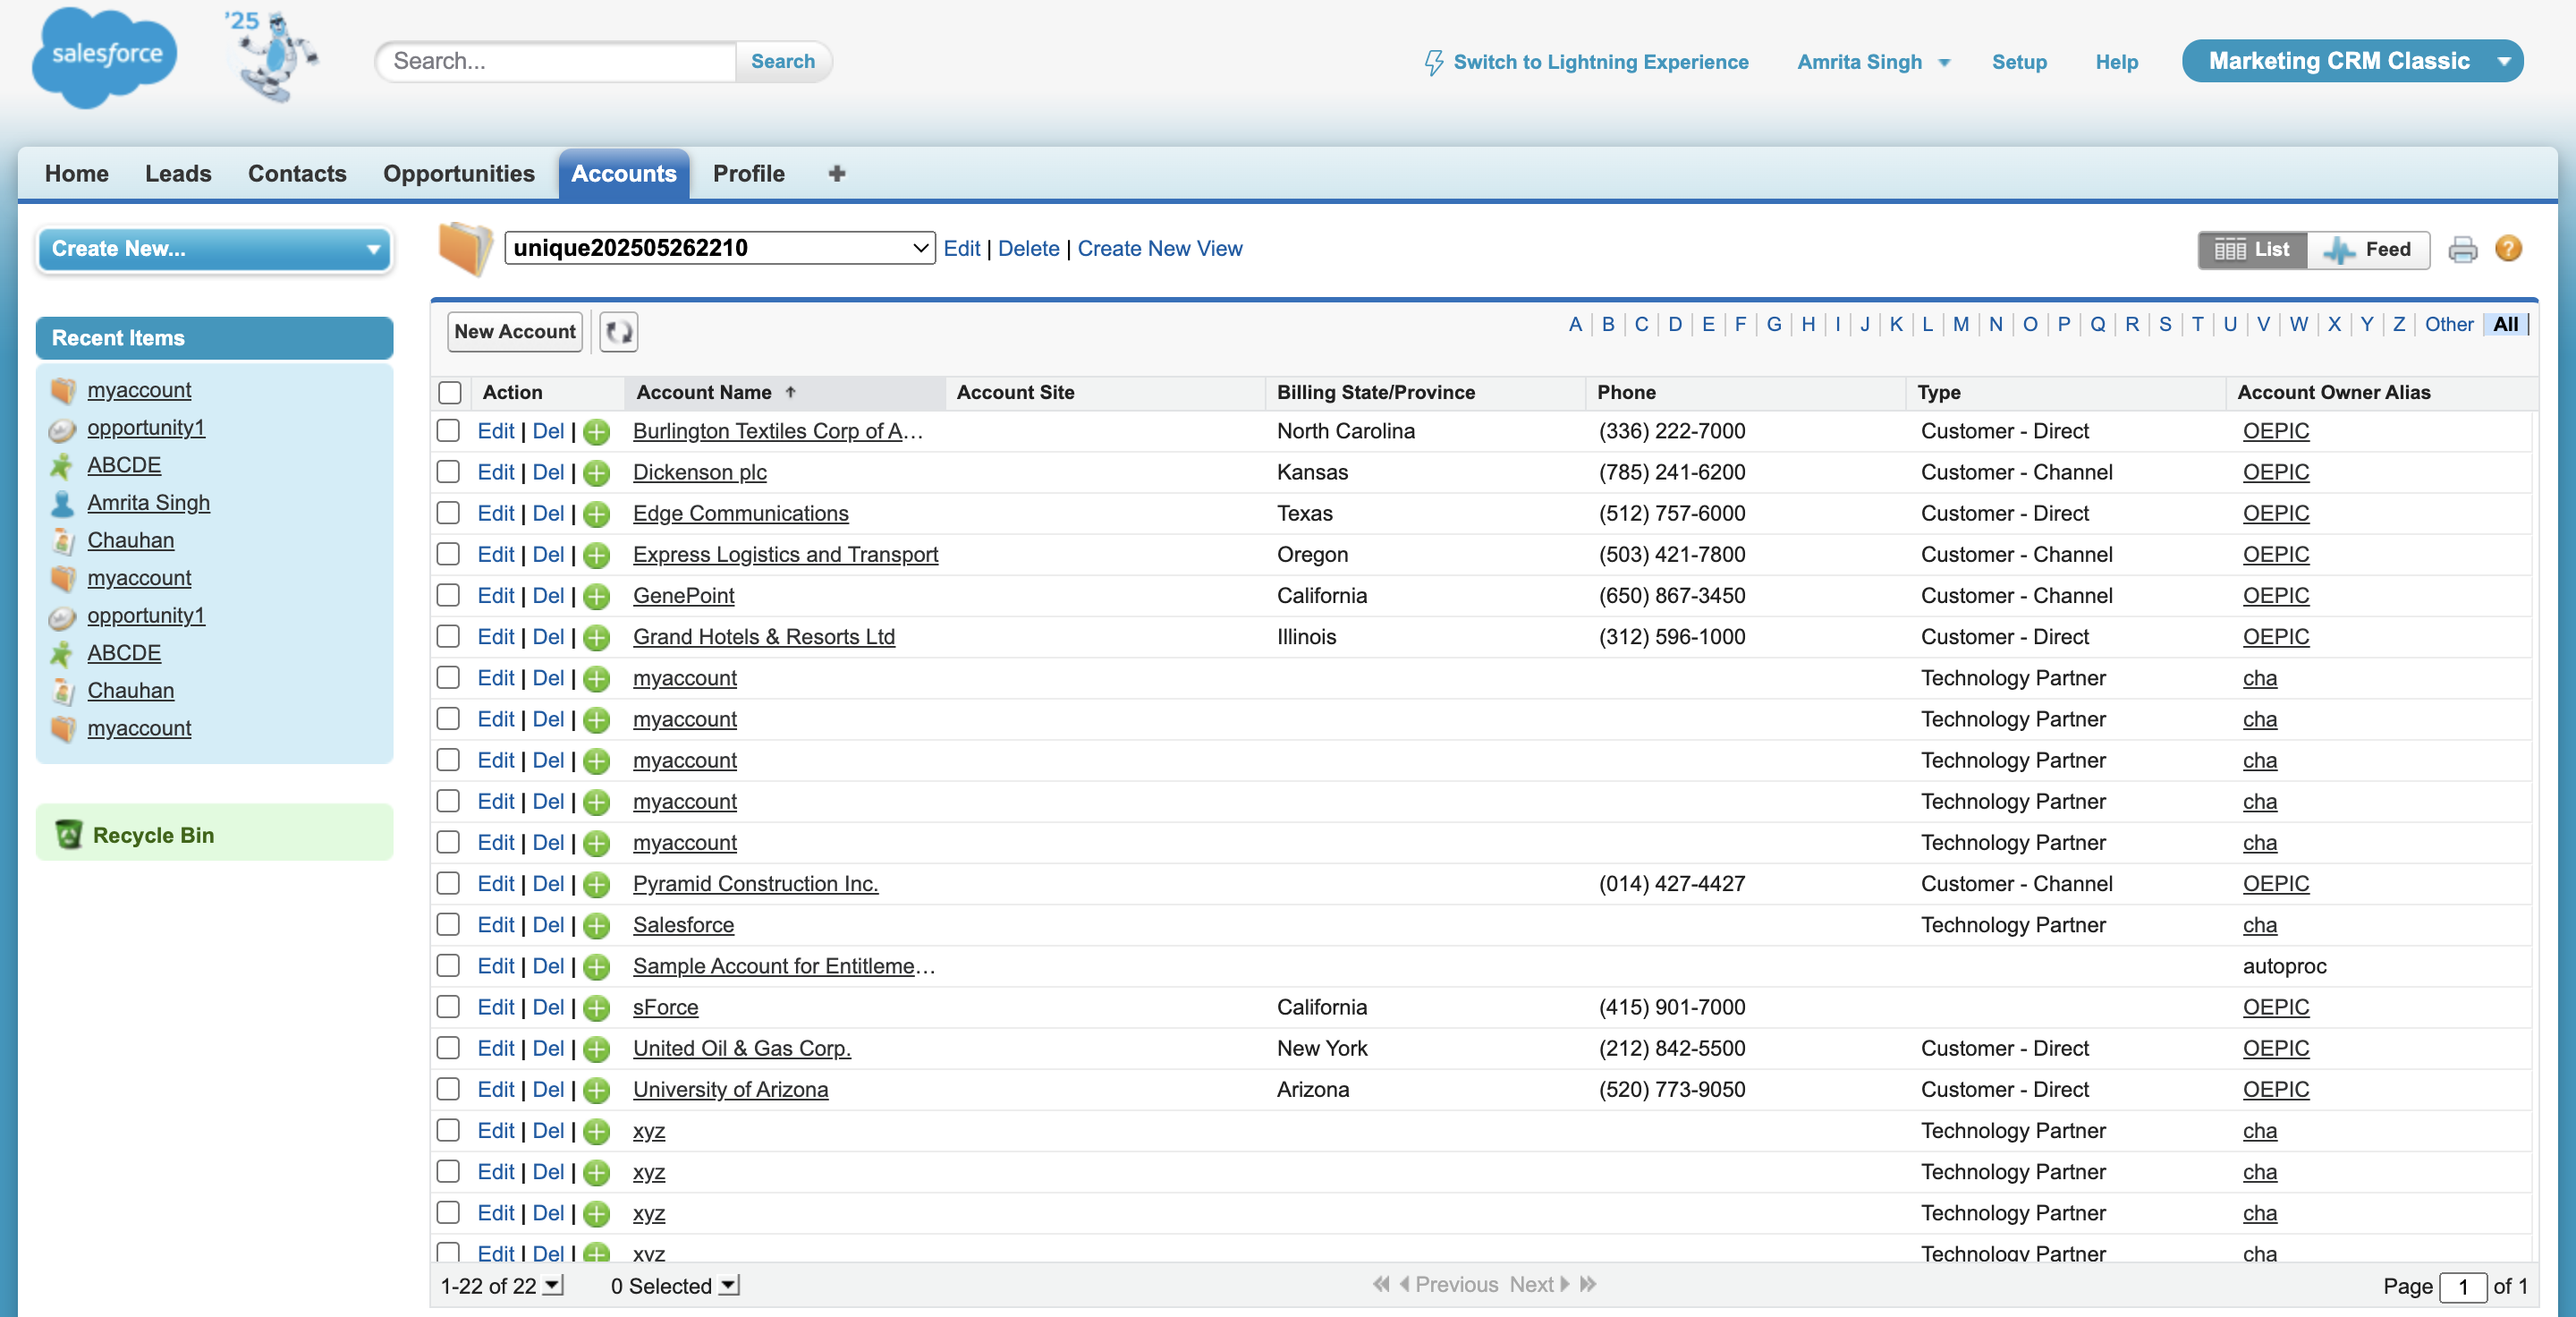 salesforce
'25
Search...
Search
Switch to Lightning Experience
Amrita Singh
Setup
Help
Marketing CRM Classic
Home Leads Contacts Opportunities Accounts Profile +
Create New...
Recent Items
myaccount
opportunity1
ABCDE
Amrita Singh
Chauhan
myaccount
opportunity1
ABCDE
Chauhan
myaccount
Recycle Bin
unique202505262210 Edit | Delete | Create New View
List Feed ?
New Account
A | B | C | D | E | F | G | H | I | J | K | L | M | N | O | P | Q | R | S | T | U | V | W | X | Y | Z | Other | All
Action Account Name ↑ Account Site Billing State/Province Phone Type Account Owner Alias
Edit | Del | Burlington Textiles Corp of A... North Carolina (336) 222-7000 Customer - Direct OEPIC
Edit | Del | Dickenson plc Kansas (785) 241-6200 Customer - Channel OEPIC
Edit | Del | Edge Communications Texas (512) 757-6000 Customer - Direct OEPIC
Edit | Del | Express Logistics and Transport Oregon (503) 421-7800 Customer - Channel OEPIC
Edit | Del | GenePoint California (650) 867-3450 Customer - Channel OEPIC
Edit | Del | Grand Hotels & Resorts Ltd Illinois (312) 596-1000 Customer - Direct OEPIC
Edit | Del | myaccount Technology Partner cha
Edit | Del | myaccount Technology Partner cha
Edit | Del | myaccount Technology Partner cha
Edit | Del | myaccount Technology Partner cha
Edit | Del | myaccount Technology Partner cha
Edit | Del | Pyramid Construction Inc. (014) 427-4427 Customer - Channel OEPIC
Edit | Del | Salesforce Technology Partner cha
Edit | Del | Sample Account for Entitleme... autoproc
Edit | Del | sForce California (415) 901-7000 OEPIC
Edit | Del | United Oil & Gas Corp. New York (212) 842-5500 Customer - Direct OEPIC
Edit | Del | University of Arizona Arizona (520) 773-9050 Customer - Direct OEPIC
Edit | Del | xyz Technology Partner cha
Edit | Del | xyz Technology Partner cha
Edit | Del | xyz Technology Partner cha
Edit | Del | xyz Technology Partner cha
1-22 of 22 0 Selected Previous Next Page 1 of 1